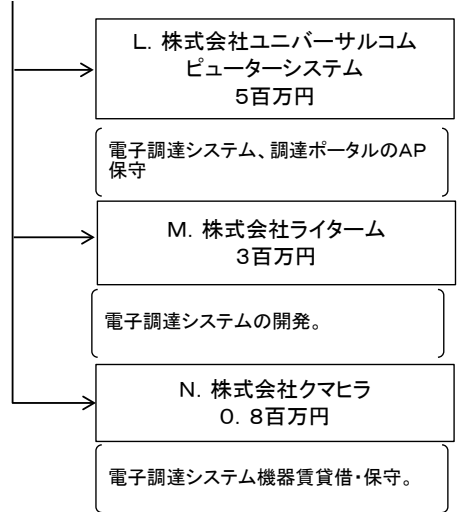 L．株式会社ユニバーサルコム
ピューターシステム
５百万円
電子調達システム、調達ポータルのAP
保守
M．株式会社ライターム
３百万円
電子調達システムの開発。
N．株式会社クマヒラ
０．８百万円
電子調達システム機器賃貸借・保守。